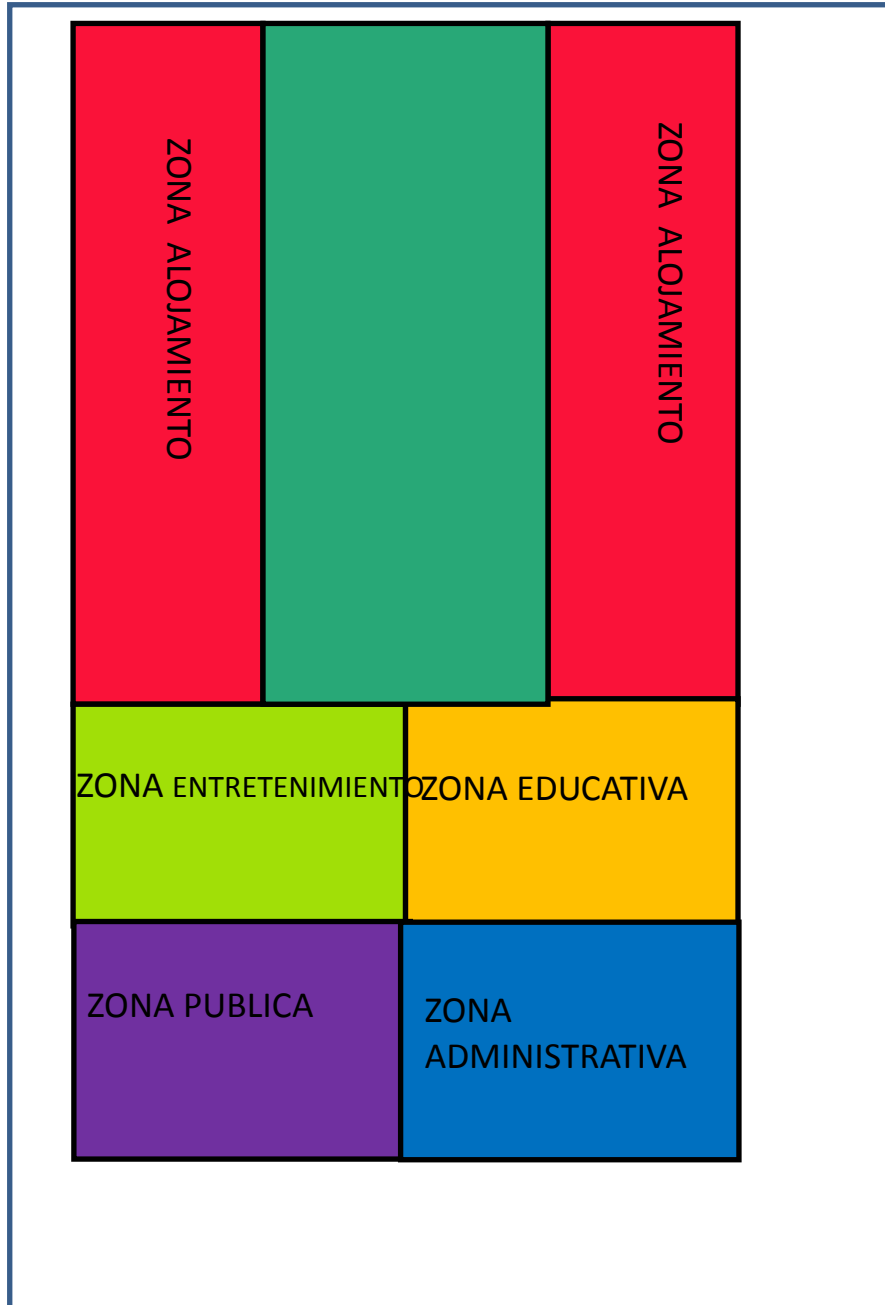 ZONA ALOJAMIENTO
ZONA ALOJAMIENTO
ZONA ENTRETENIMIENTO
ZONA EDUCATIVA
ZONA PUBLICA
ZONA
ADMINISTRATIVA